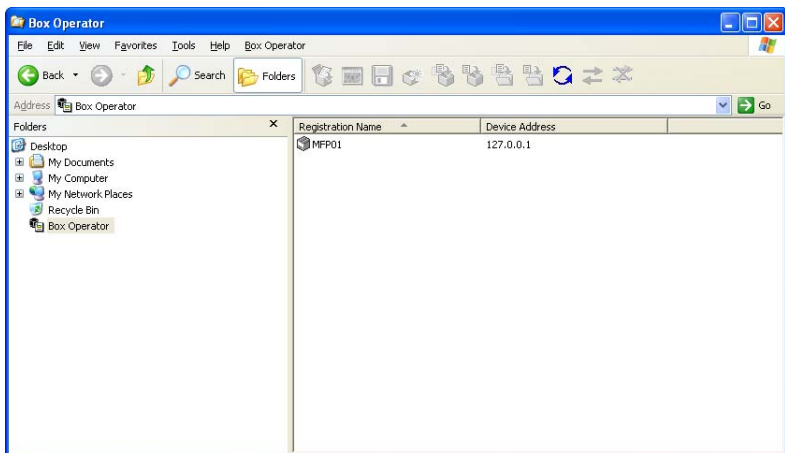 Box Operator
File Edit View Favorites Tools Help Box Operator
Back Search Folders
Address Box Operator Go
Folders x Registration Name Device Address
Desktop MFP01 127.0.0.1
My Documents
My Computer
My Network Places
Recycle Bin
Box Operator